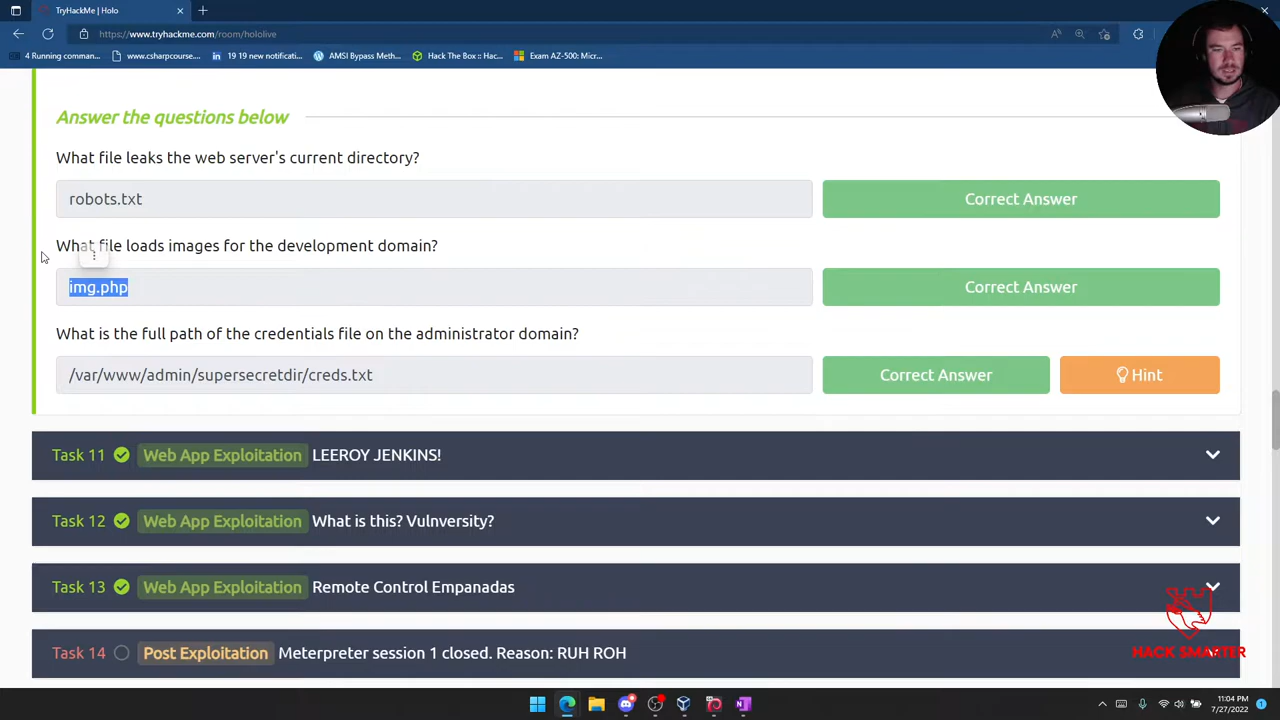 TryHackMe | Holo
https://www.tryhackme.com/room/hololive
4 Running comman...
www.csharpcourse....
19 19 new notificati...
AMSI Bypass Meth...
Hack The Box :: Hac...
Exam AZ-500: Micr...
Answer the questions below
What file leaks the web server's current directory?
robots.txt
Correct Answer
What file loads images for the development domain?
img.php
Correct Answer
What is the full path of the credentials file on the administrator domain?
/var/www/admin/supersecretdir/creds.txt
Correct Answer
Hint
Task 11 Web App Exploitation LEEROY JENKINS!
Task 12 Web App Exploitation What is this? Vulnversity?
Task 13 Web App Exploitation Remote Control Empanadas
Task 14 Post Exploitation Meterpreter session 1 closed. Reason: RUH ROH
HACK SMARTER
11:04 PM
7/27/2022